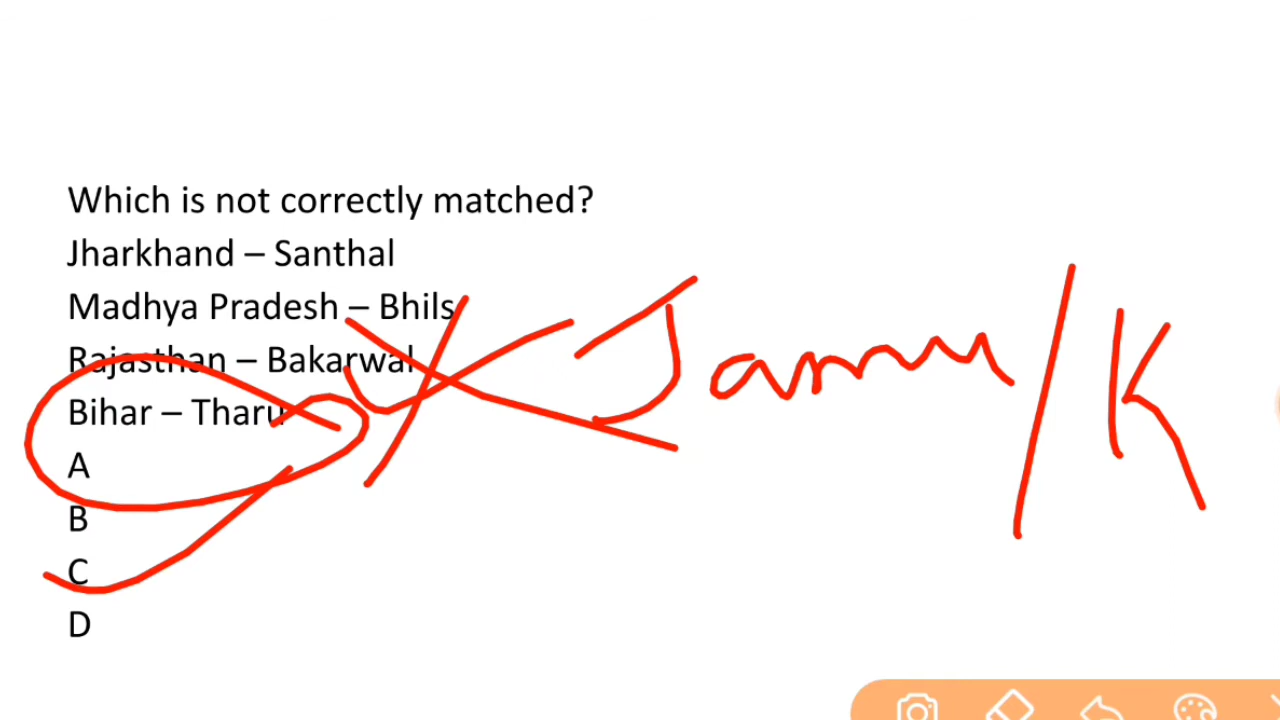 Which is not correctly matched?
Jharkhand – Santhal
Madhya Pradesh – Bhils
Rajasthan – Bakarwal
Bihar – Tharu
A
B
C
D
Jammu/K